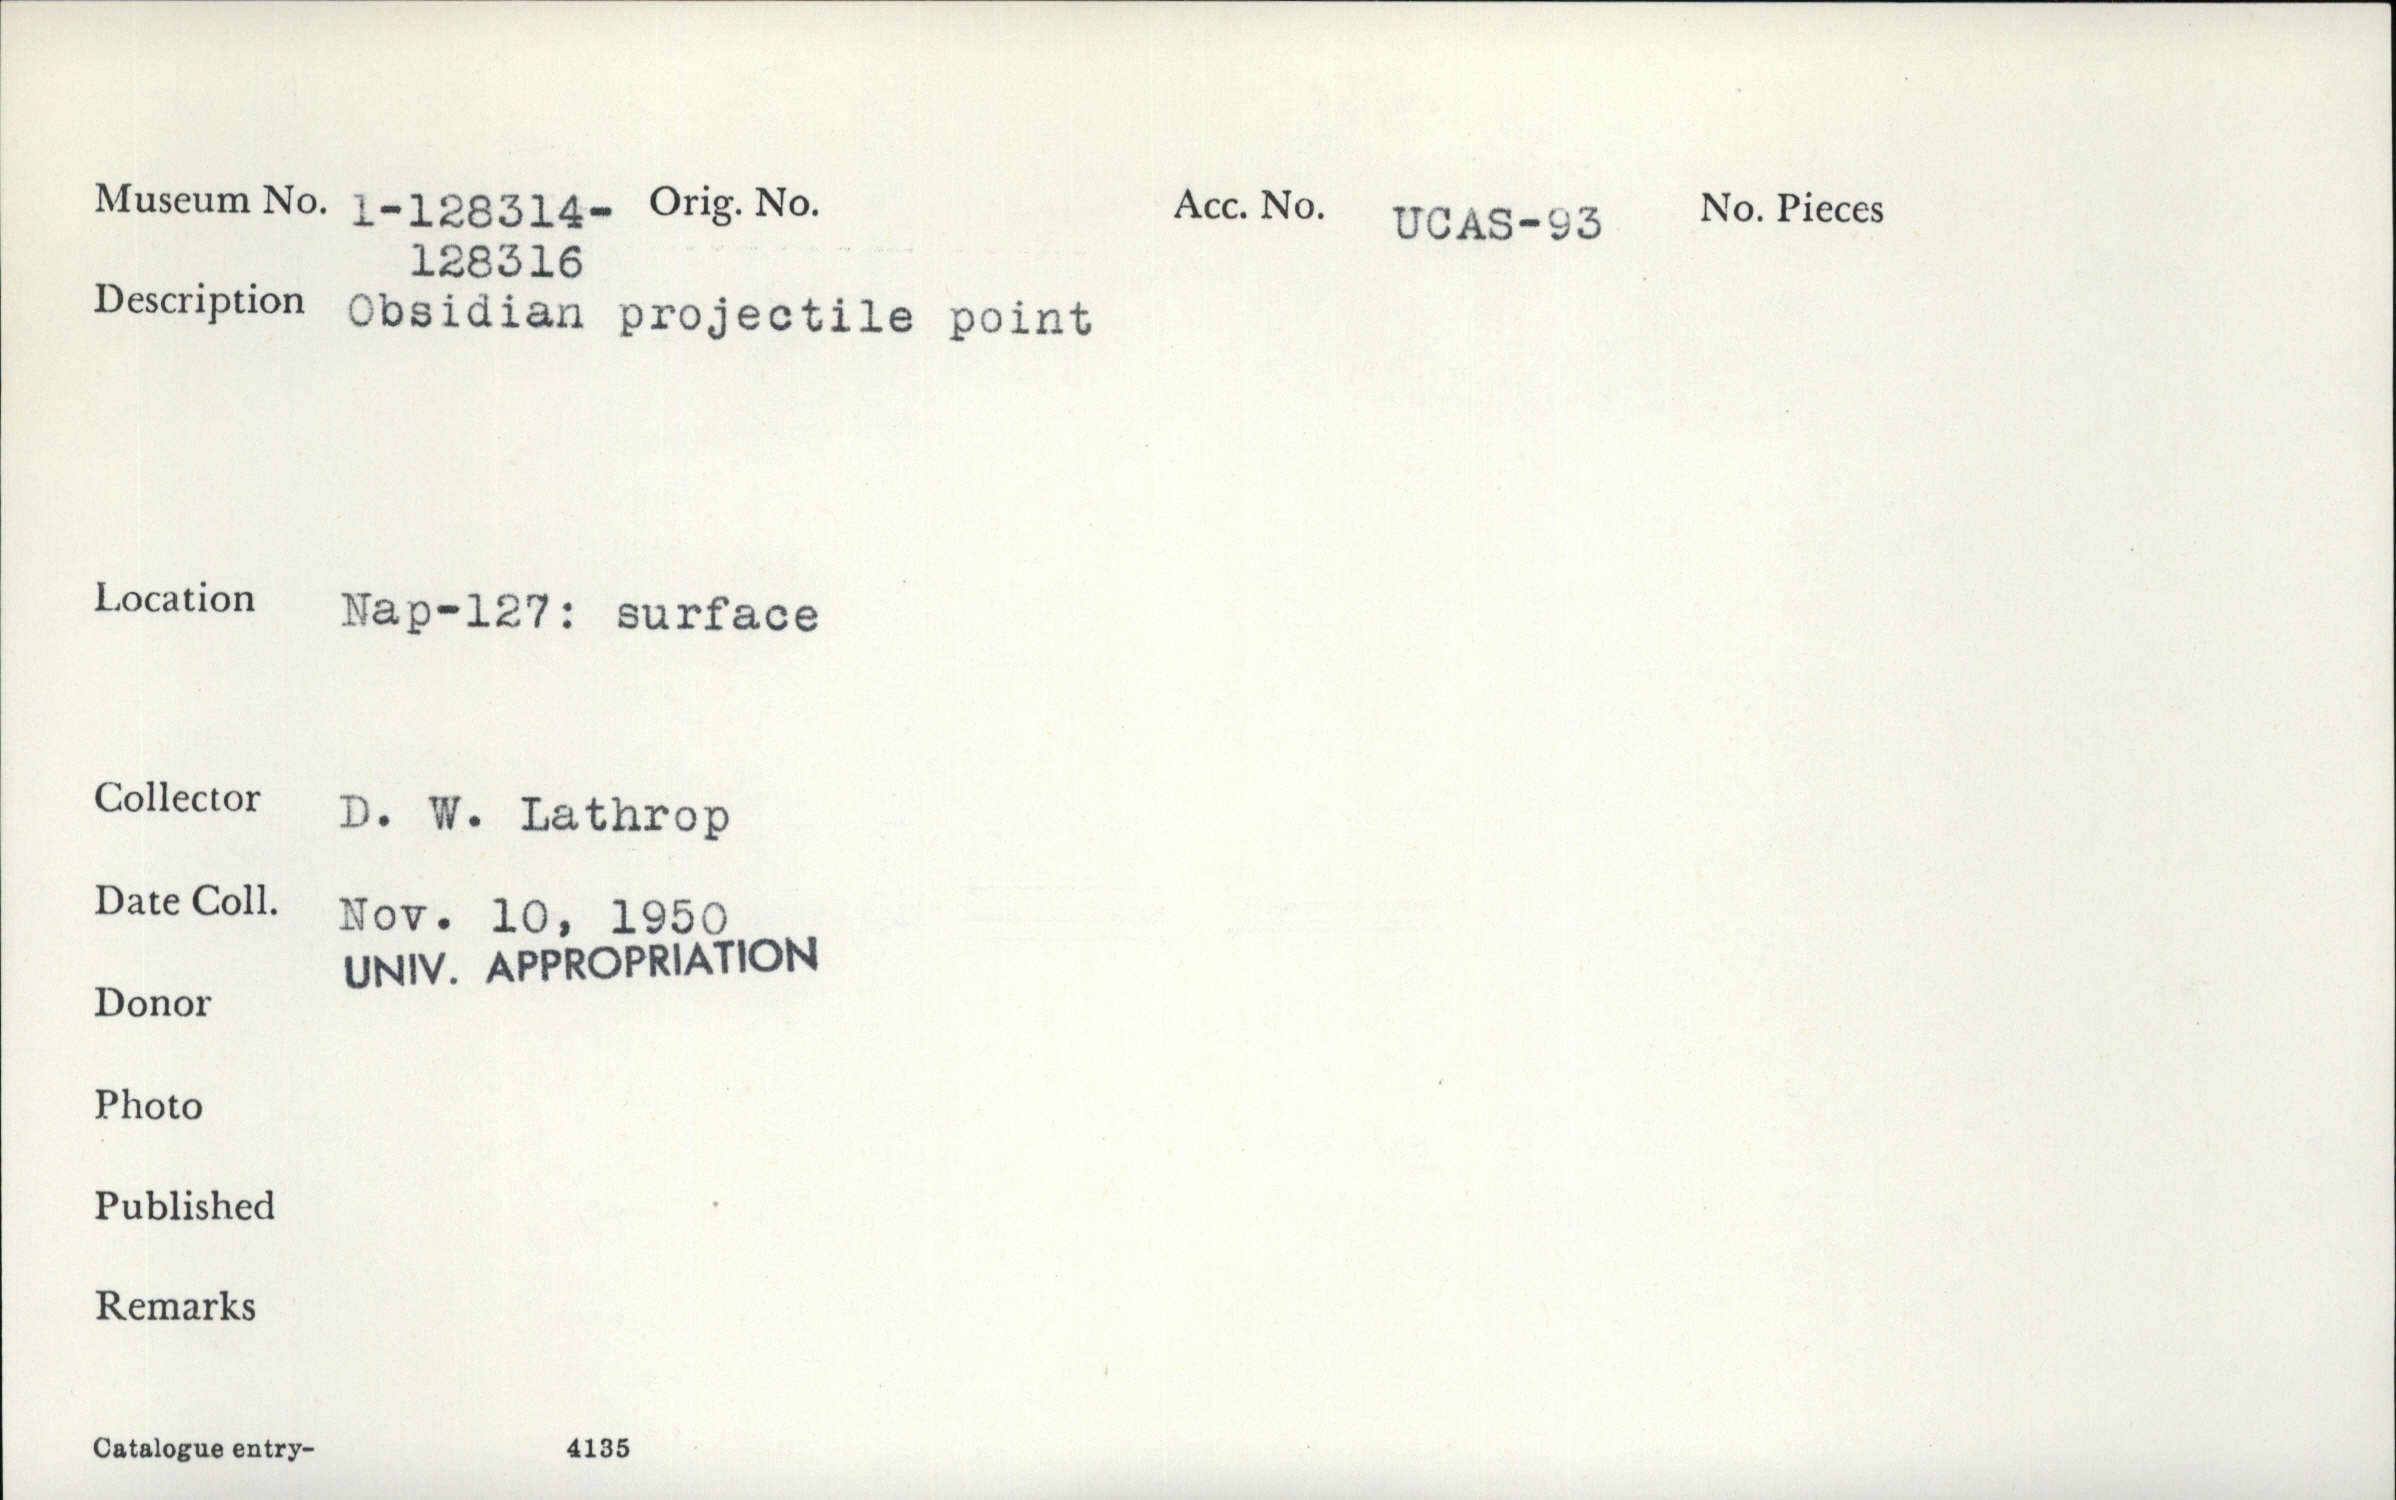 Museum No. 1-128314- Orig. No. Acc. No. UCAS-93 No. Pieces
128316
Description Obsidian projectile point
Location Nap-127: surface
Collector D. W. Lathrop
Date Coll. Nov. 10, 1950
UNIV. APPROPRIATION
Donor
Photo
Published
Remarks
Catalogue entry- 4135